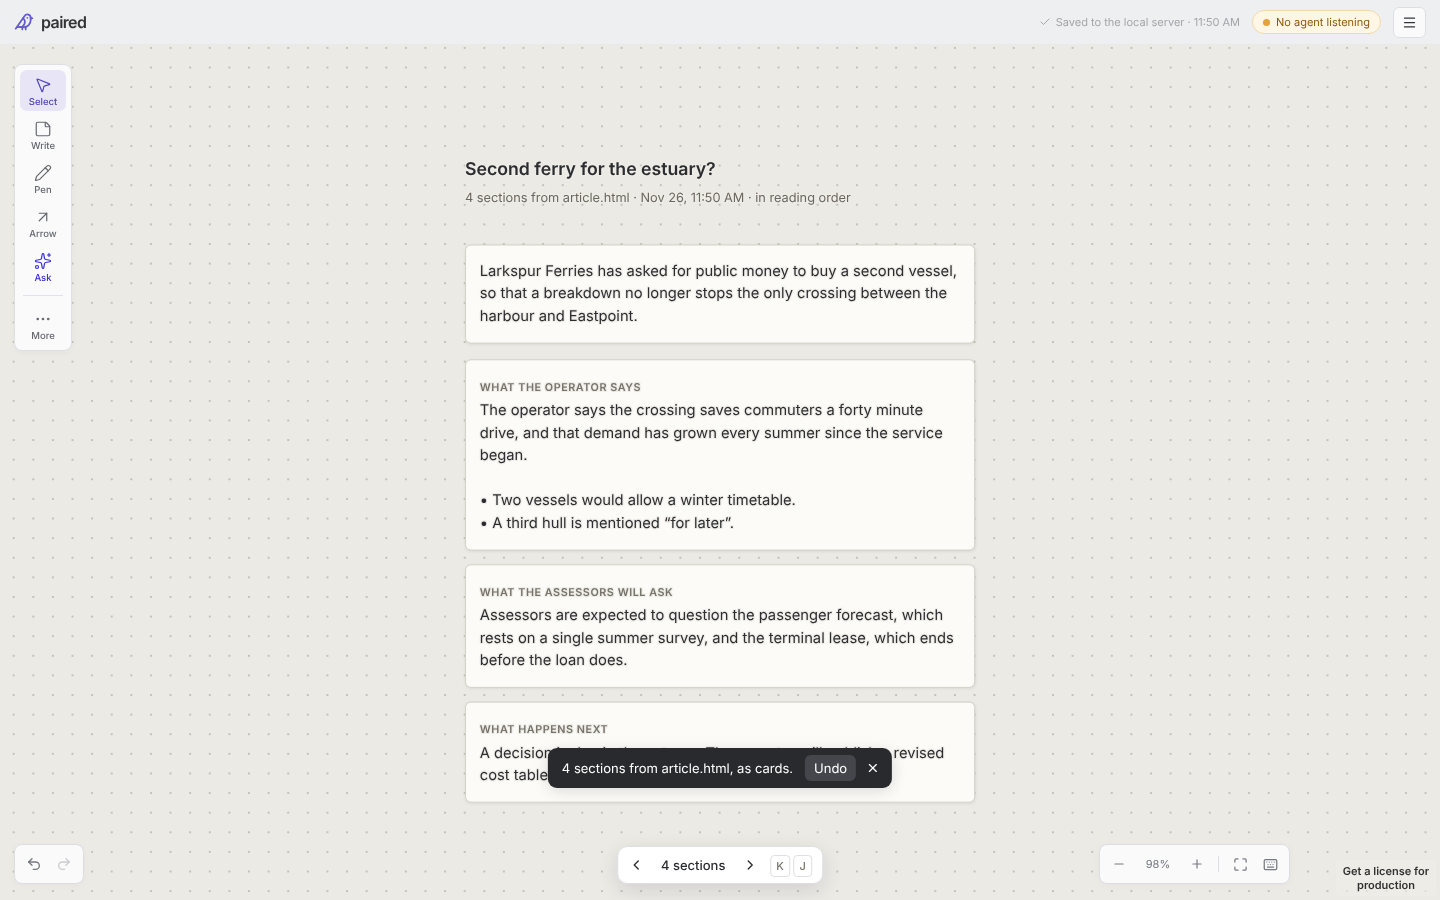 paired
Saved to the local server · 11:50 AM
No agent listening
Select
Write
Pen
Arrow
Ask
More
Second ferry for the estuary?
4 sections from article.html · Nov 26, 11:50 AM · in reading order
Larkspur Ferries has asked for public money to buy a second vessel,
so that a breakdown no longer stops the only crossing between the
harbour and Eastpoint.
WHAT THE OPERATOR SAYS
The operator says the crossing saves commuters a forty minute
drive, and that demand has grown every summer since the service
began.
• Two vessels would allow a winter timetable.
• A third hull is mentioned “for later”.
WHAT THE ASSESSORS WILL ASK
Assessors are expected to question the passenger forecast, which
rests on a single summer survey, and the terminal lease, which ends
before the loan does.
WHAT HAPPENS NEXT
A decision revised
cost table
4 sections from article.html, as cards.
Undo
4 sections
K J
98%
Get a license for
production